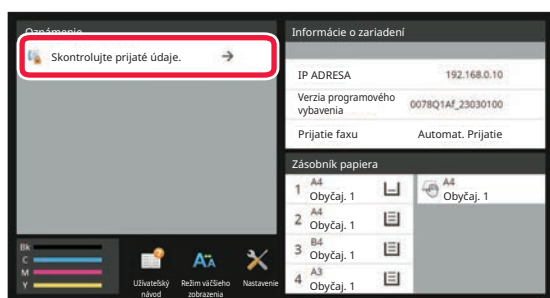 Oznámenie
Skontrolujte prijaté údaje.
Informácie o zariadení
IP ADRESA 192.168.0.10
Verzia programového
vybavenia 0078Q1Af_23030100
Prijatie faxu Automat. Prijatie
Zásobník papiera
1 A4
Obyčaj. 1
A4
Obyčaj. 1
2 A4
Obyčaj. 1
3 B4
Obyčaj. 1
4 A3
Obyčaj. 1
Bk
C
M
Y
Užívateľský
návod
Režim väčšieho
zobrazenia
Nastavenie